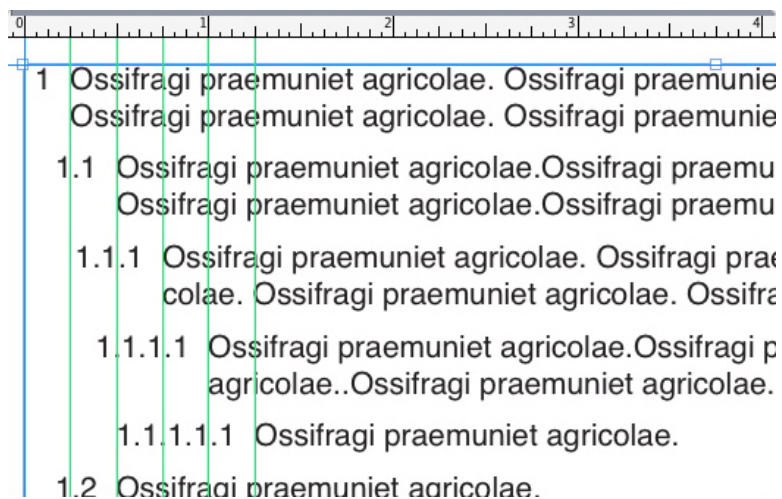 0 1 2 3 4
1 Ossifragi praemuniet agricolae. Ossifragi praemunie
Ossifragi praemuniet agricolae. Ossifragi praemunie
1.1 Ossifragi praemuniet agricolae.Ossifragi praemu
Ossifragi praemuniet agricolae.Ossifragi praemu
1.1.1 Ossifragi praemuniet agricolae. Ossifragi prae
colae. Ossifragi praemuniet agricolae. Ossifra
1.1.1.1 Ossifragi praemuniet agricolae.Ossifragi p
agricolae..Ossifragi praemuniet agricolae.
1.1.1.1.1 Ossifragi praemuniet agricolae.
1.2 Ossifragi praemuniet agricolae.